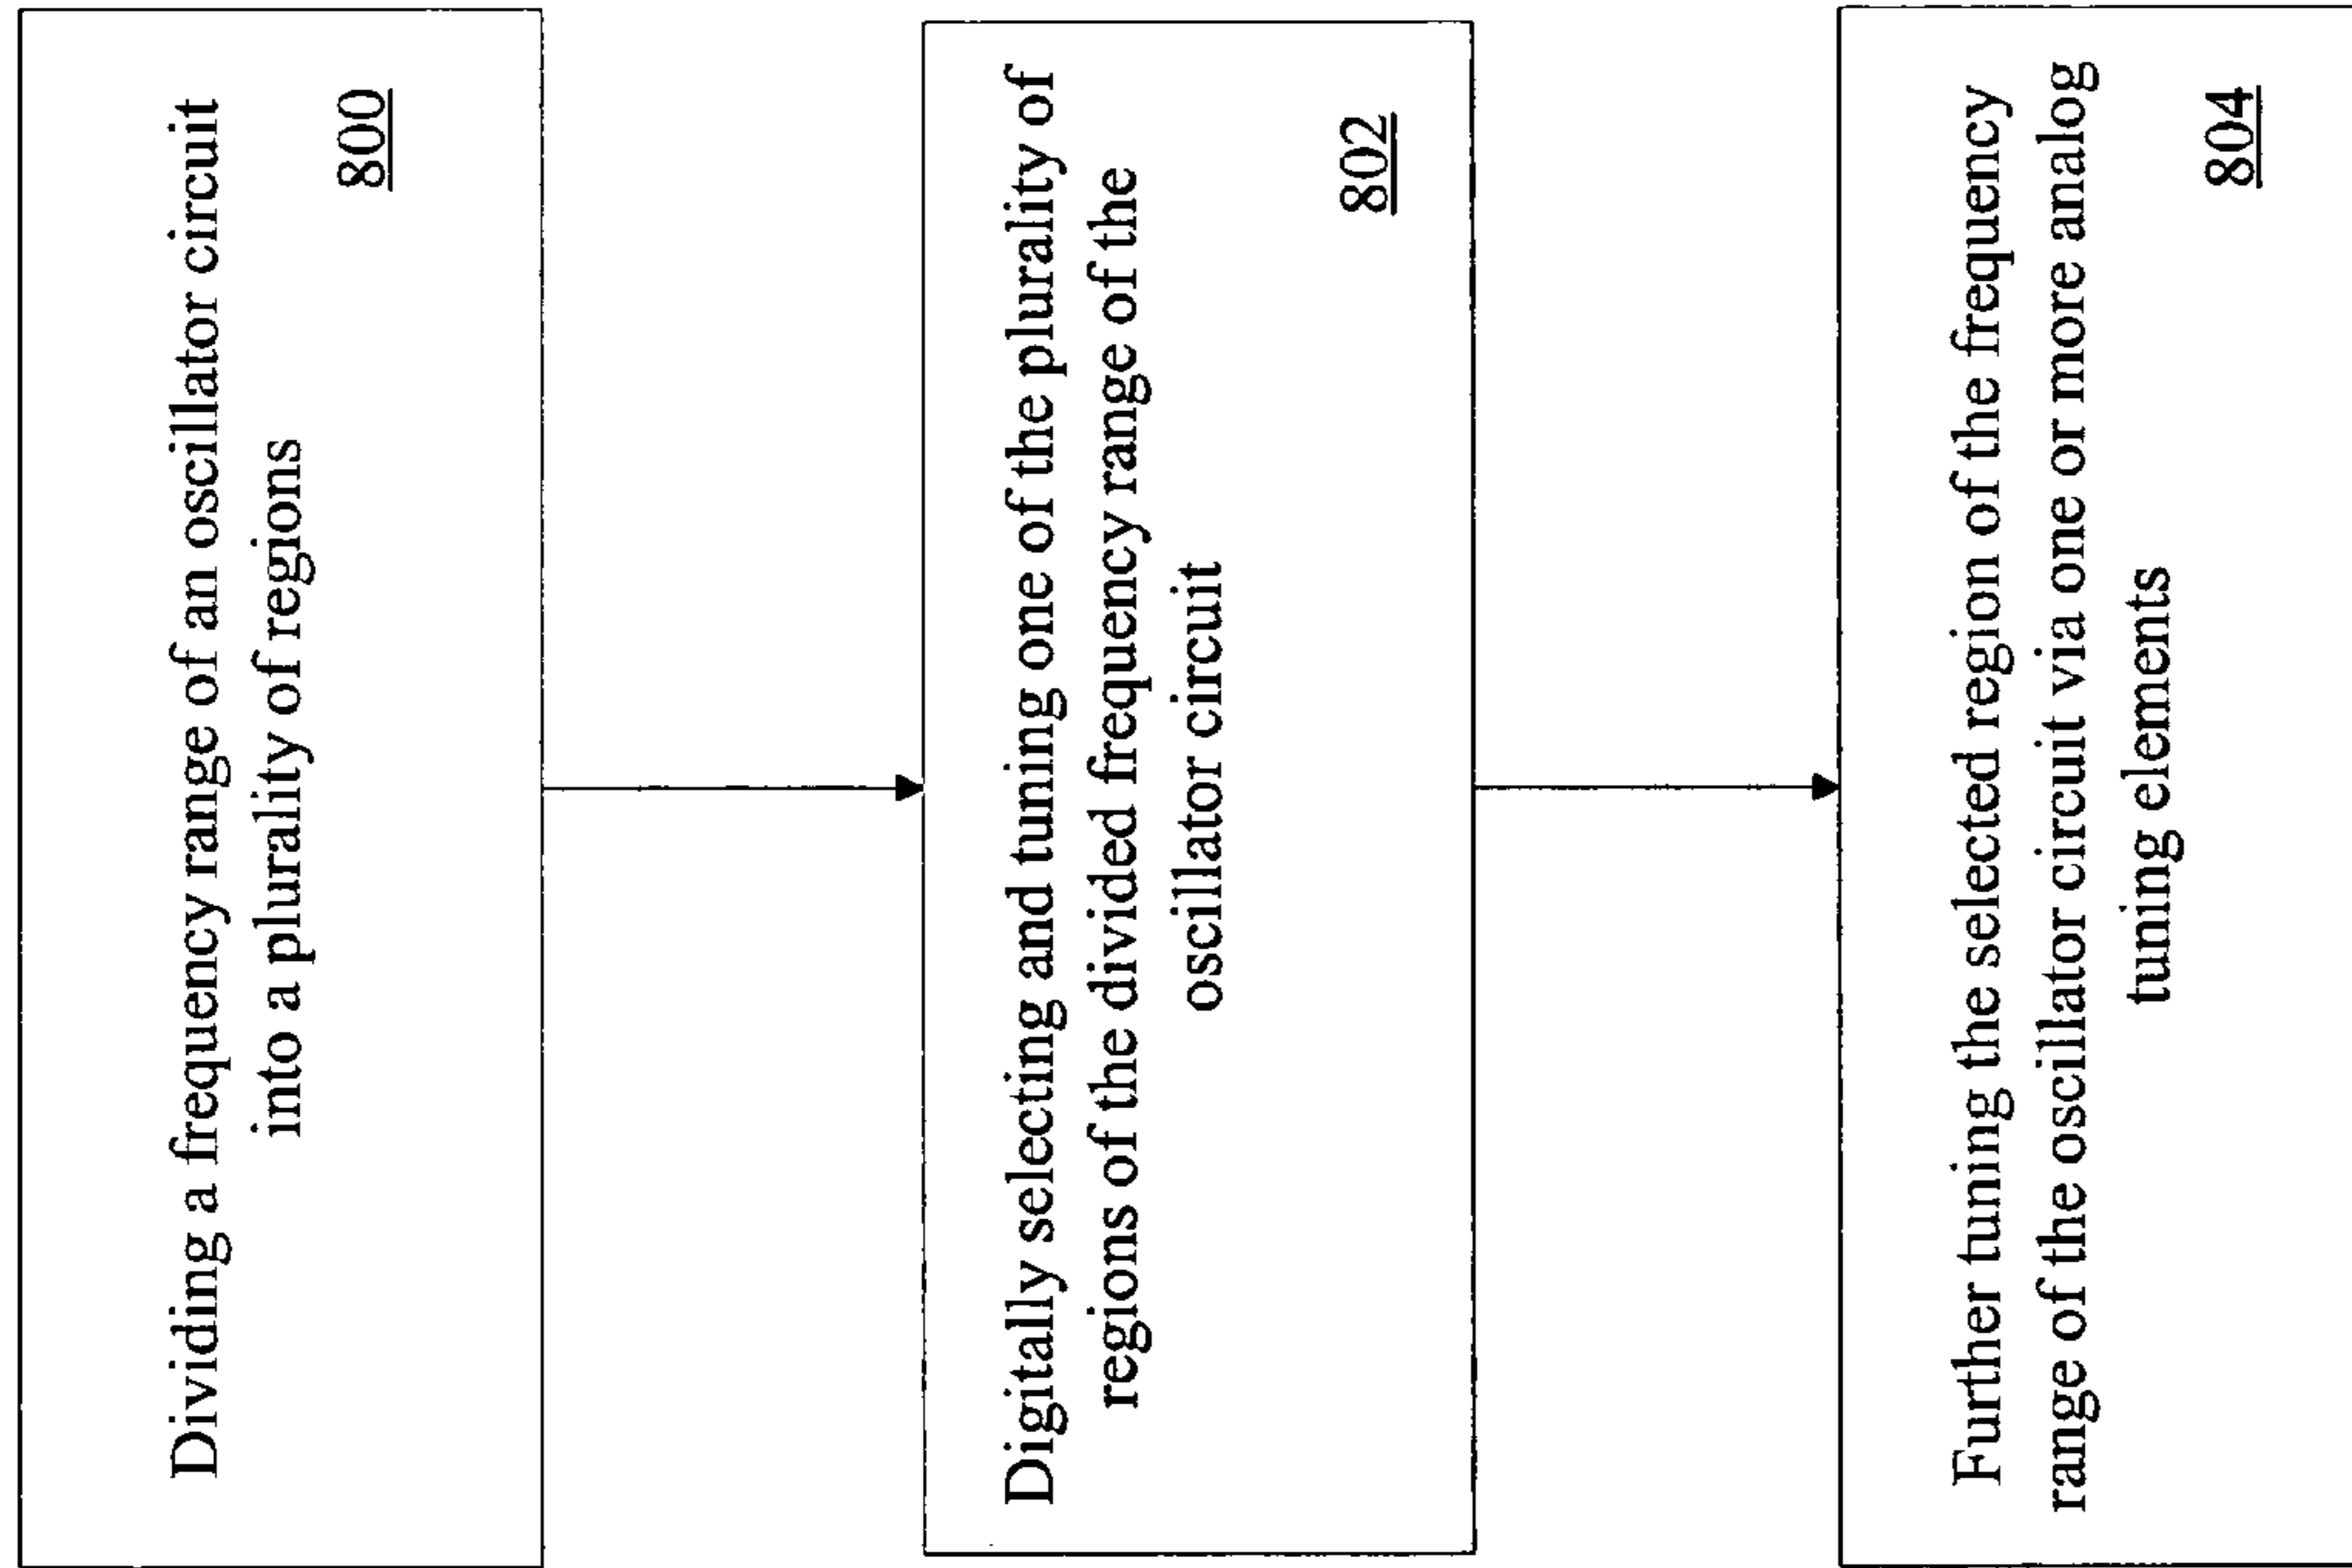 Dividing a frequency range of an oscillator circuit
into a plurality of regions
800
Digitally selecting and tuning one of the plurality of
regions of the divided frequency range of the
oscillator circuit
802
Further tuning the selected region of the frequency
range of the oscillator circuit via one or more analog
tuning elements
804